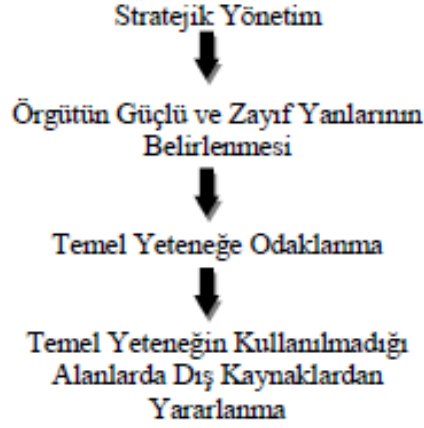 Stratejik Yönetim
Örgütün Güçlü ve Zayıf Yanlarının
Belirlenmesi
Temel Yeteneğe Odaklanma
Temel Yeteneğin Kullanılmadığı
Alanlarda Dış Kaynaklardan
Yararlanma